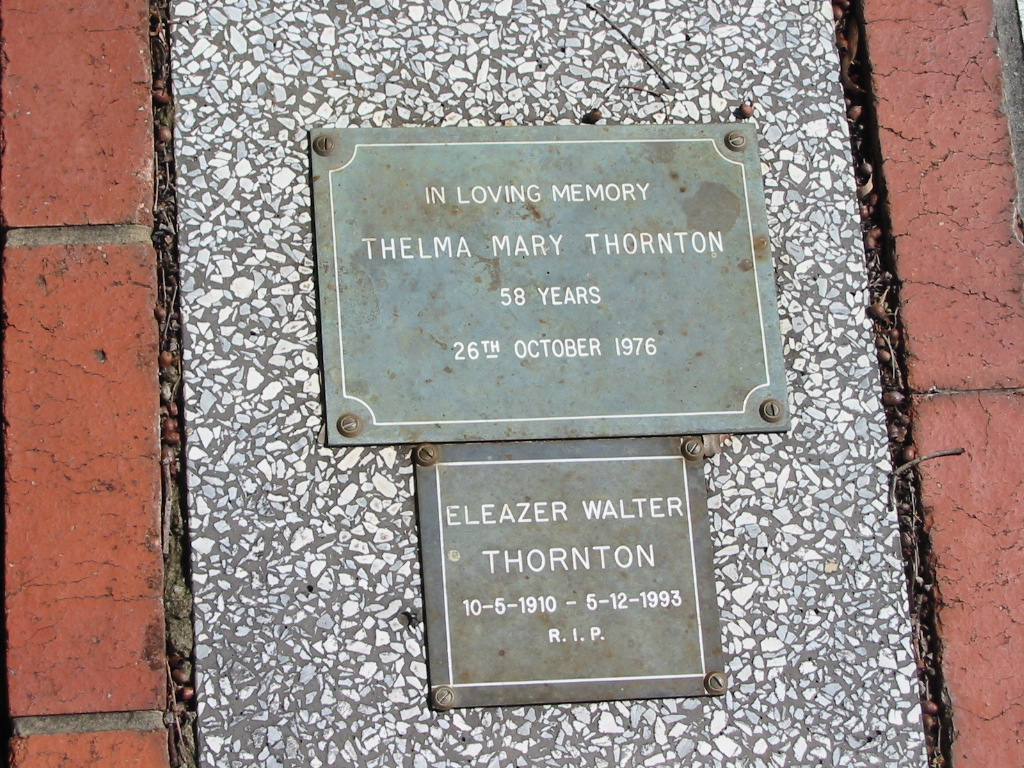 IN LOVING MEMORY
THELMA MARY THORNTON
58 YEARS
26TH OCTOBER 1976
ELEAZER WALTER
THORNTON
10-5-1910 - 5-12-1993
R. I. P.